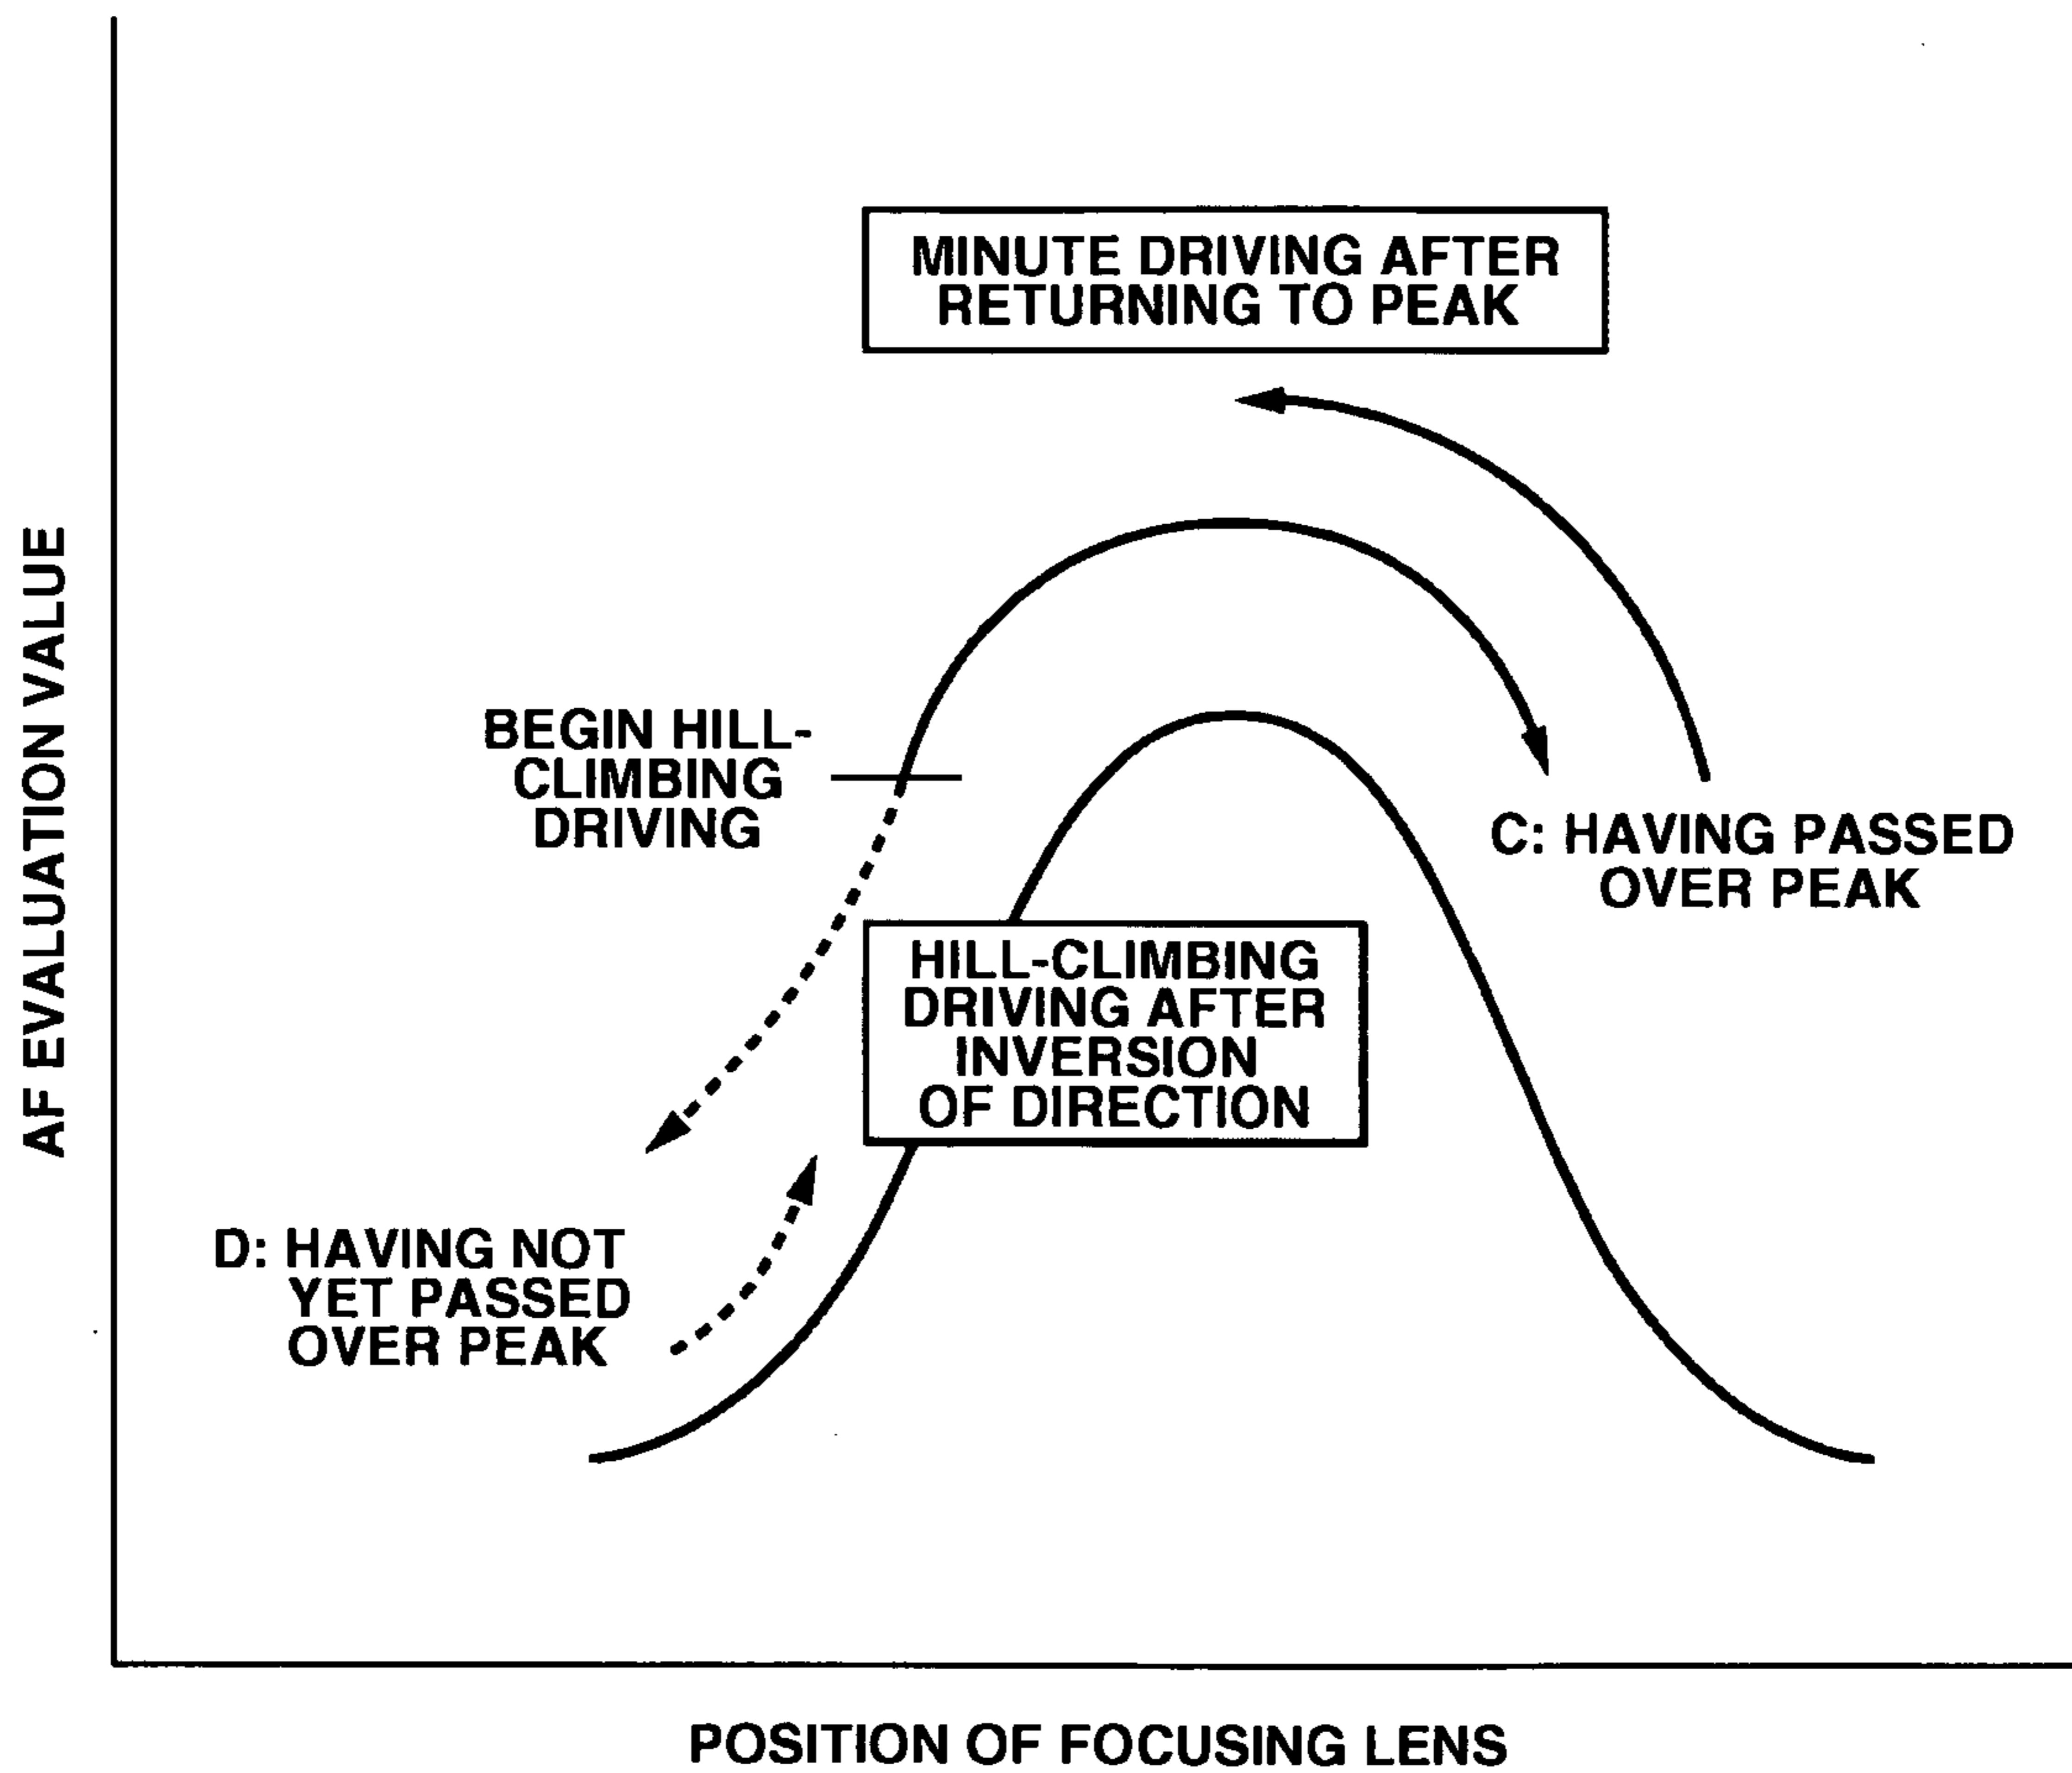 MINUTE DRIVING AFTER
RETURNING TO PEAK
BEGIN HILL-
CLIMBING
DRIVING
C: HAVING PASSED
OVER PEAK
HILL-CLIMBING
DRIVING AFTER
INVERSION
OF DIRECTION
D: HAVING NOT
YET PASSED
OVER PEAK
AF EVALUATION VALUE
POSITION OF FOCUSING LENS